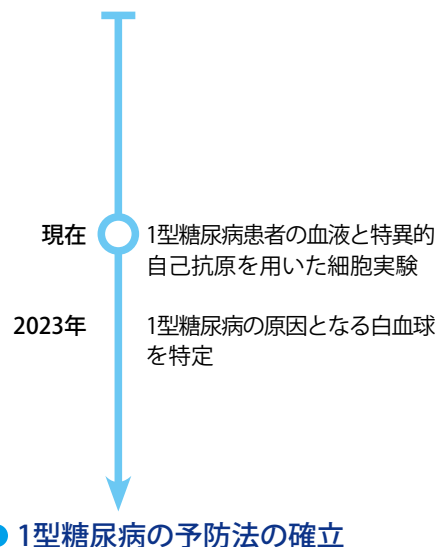 現在
1型糖尿病患者の血液と特異的
自己抗原を用いた細胞実験
2023年
1型糖尿病の原因となる白血球
を特定
1型糖尿病の予防法の確立